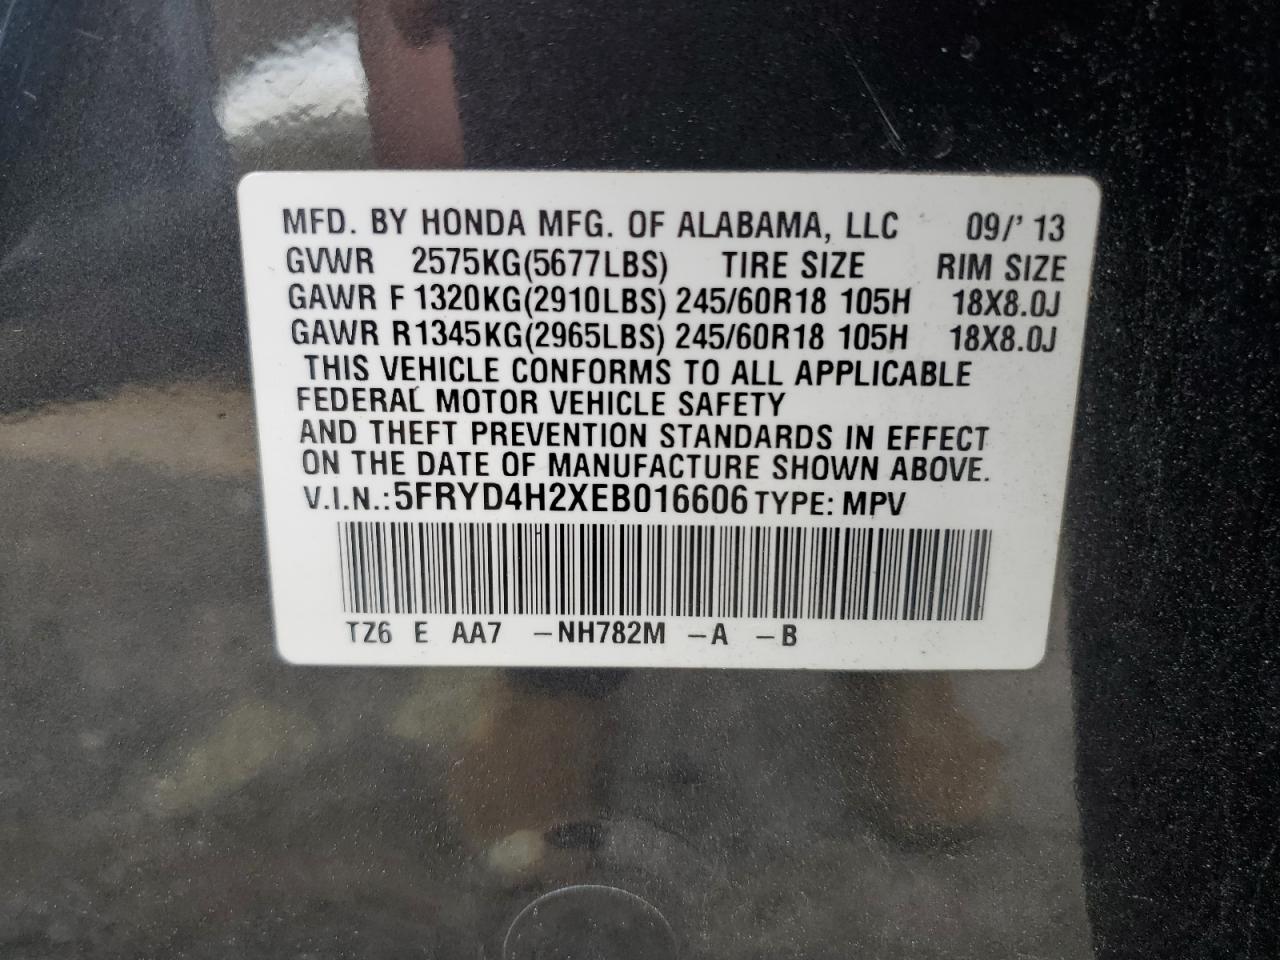 MFD. BY HONDA MFG. OF ALABAMA, LLC 09/'13
GVWR 2575KG(5677LBS) TIRE SIZE RIM SIZE
GAWR F 1320KG(2910LBS) 245/60R18 105H 18X8.0J
GAWR R1345KG(2965LBS) 245/60R18 105H 18X8.0J
THIS VEHICLE CONFORMS TO ALL APPLICABLE
FEDERAL MOTOR VEHICLE SAFETY
AND THEFT PREVENTION STANDARDS IN EFFECT
ON THE DATE OF MANUFACTURE SHOWN ABOVE.
V.I.N.: 5FRYD4H2XEB016606 TYPE: MPV
TZ6 E AA7 -NH782M -A -B